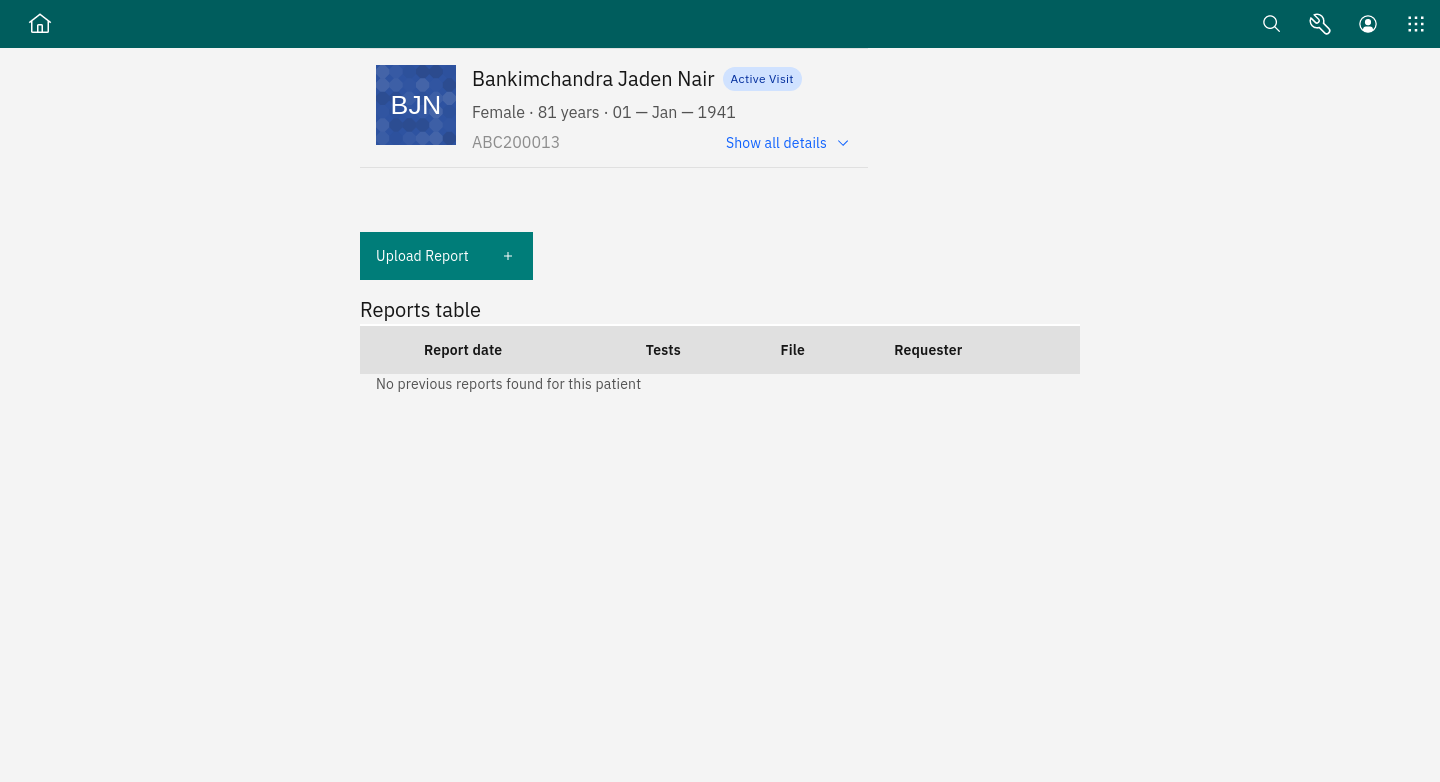 Bankimchandra Jaden Nair Active Visit
BJN
Female · 81 years · 01 — Jan — 1941
ABC200013 Show all details
Upload Report +
Reports table
Report date Tests File Requester
No previous reports found for this patient